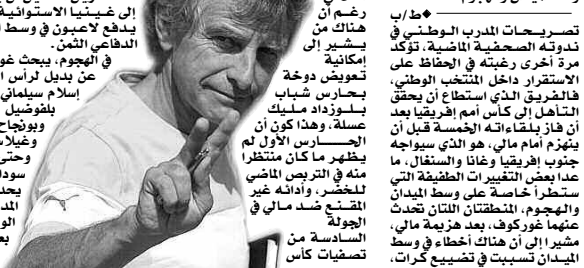 ◆ط/ب
تصريحات المدرب الوطني في
ندوته الصحفية الماضية، تؤكد
مرة أخرى رغبته في الحفاظ على
الاستقرار داخل المنتخب الوطني،
فالفريق الذي استطاع أن يحقق
التأهل إلى كأس أمم إفريقيا بعد
أن فاز بلقاءاته الخمسة قبل أن
ينهزم أمام مالي، هو الذي سيواجه
جنوب إفريقيا وغانا والسنغال، ما
عدا بعض التغييرات الطفيفة التي
ستطرأ خاصة على وسط الميدان
والهجوم، المنطقتان اللتان تحدث
عنهما غوركوف، بعد هزيمة مالي،
مشيرا إلى أن هناك أخطاء في وسط
الميدان تسببت في تضييع كرات،
رغم أن
هناك من
يشير إلى
إمكانية
تعويض دوخة
بحارس شباب
بلوزداد مليك
عسلة، وهذا كون أن
الحارس الأول لم
يظهر ما كان منتظرا
منه في التربص الماضي
للخضر، وأدائه غير
المقنع ضد مالي في
الجولة
السادسة من
تصفيات كأس
إلى غينيا الاستوائية
يدفع لاعبون في وسط ا
الدفاعي الثمن.
في الهجوم، يبحث غو
عن بديل لرأس ا
إسلام سليماني
بلفوضيل
وبونجاح
وغيلاس
وحتى
سودا
يحد
المد
الو
بع